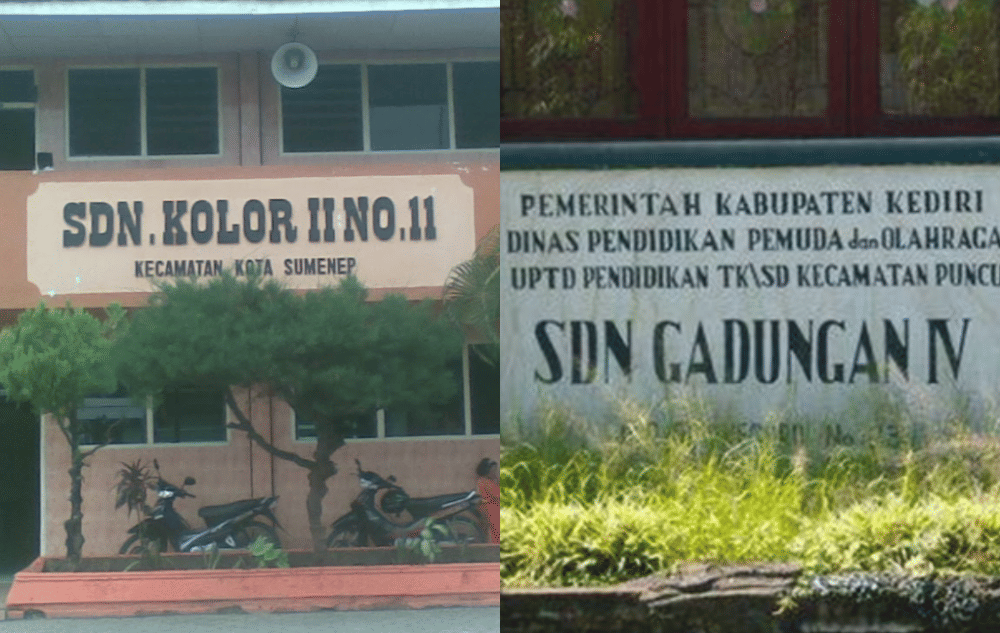 SDN. KOLOR II NO. 11
KECAMATAN KOTA SUMENEP
PEMERINTAH KABUPATEN KEDIRI
DINAS PENDIDIKAN PEMUDA dan OLAHRAGA
UPTD PENDIDIKAN TK\SD KECAMATAN PUNCU
SDN GADUNGAN IV